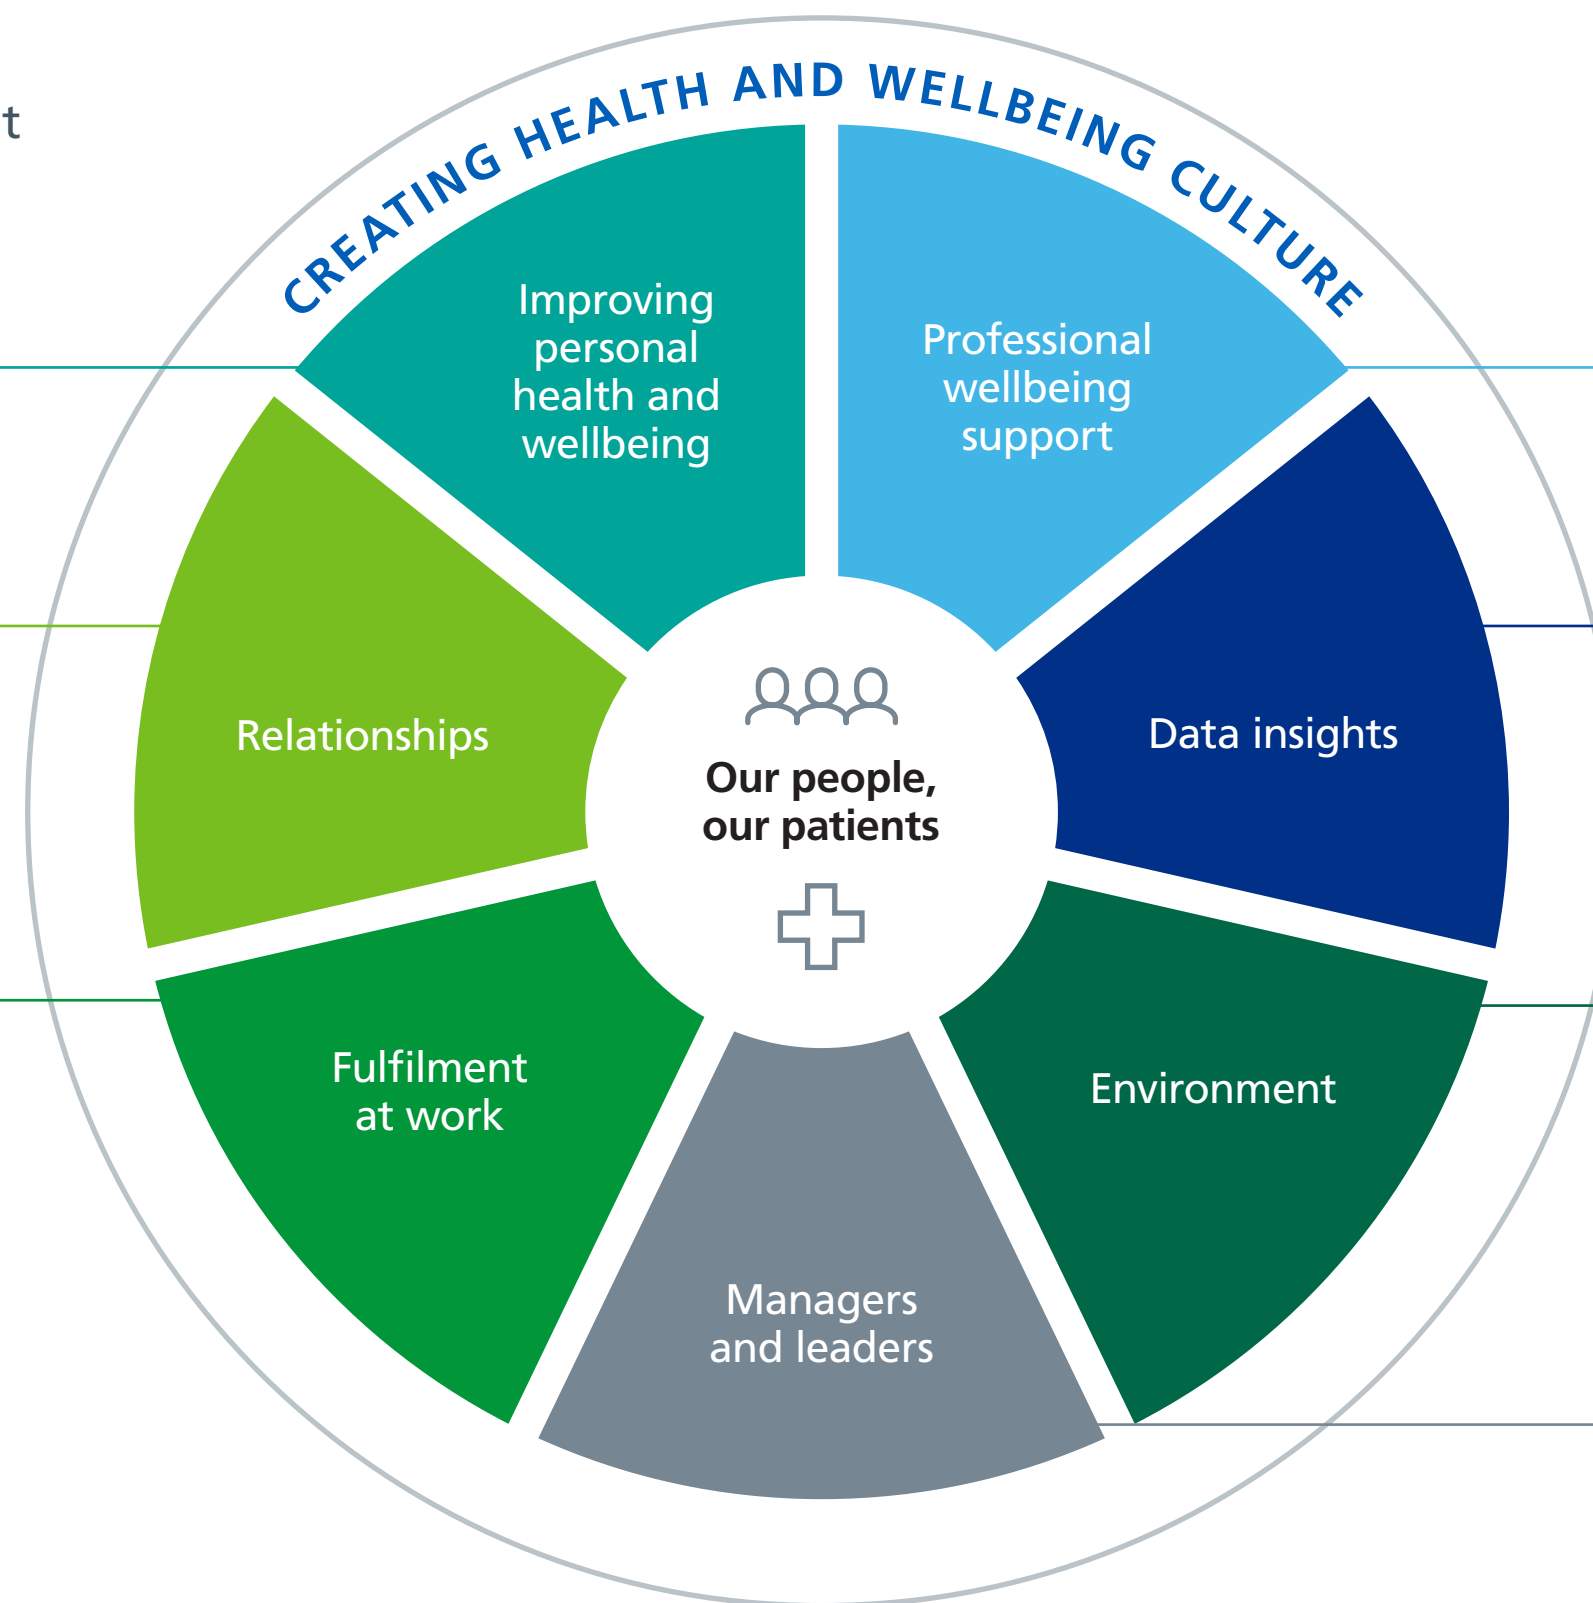 t
CREATING HEALTH AND WELLBEING CULTURE
Improving
personal
health and
wellbeing
Professional
wellbeing
support
Relationships
Data insights
Our people,
our patients
Fulfilment
at work
Environment
Managers
and leaders